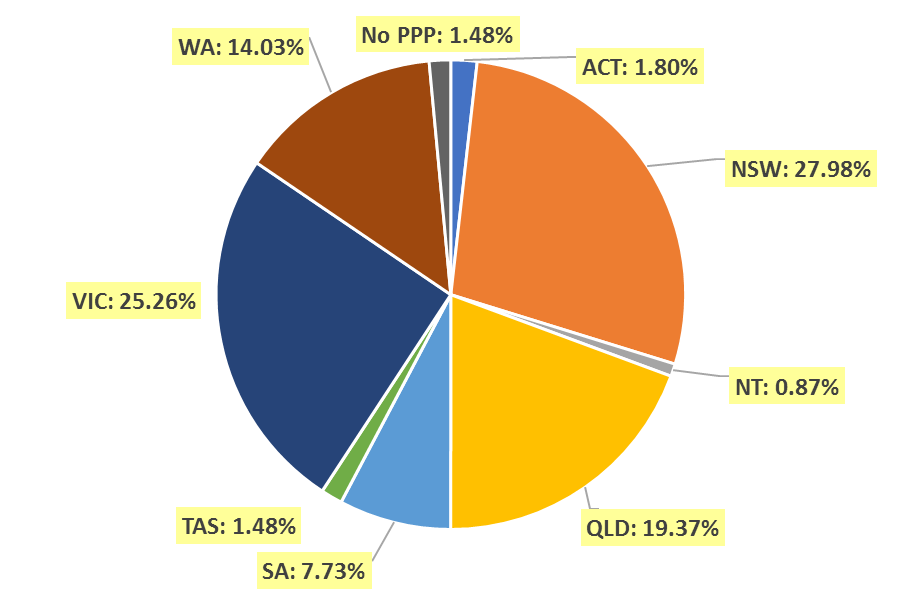 No PPP: 1.48%
WA: 14.03%
ACT: 1.80%
NSW: 27.98%
VIC: 25.26%
NT: 0.87%
TAS: 1.48%
QLD: 19.37%
SA: 7.73%